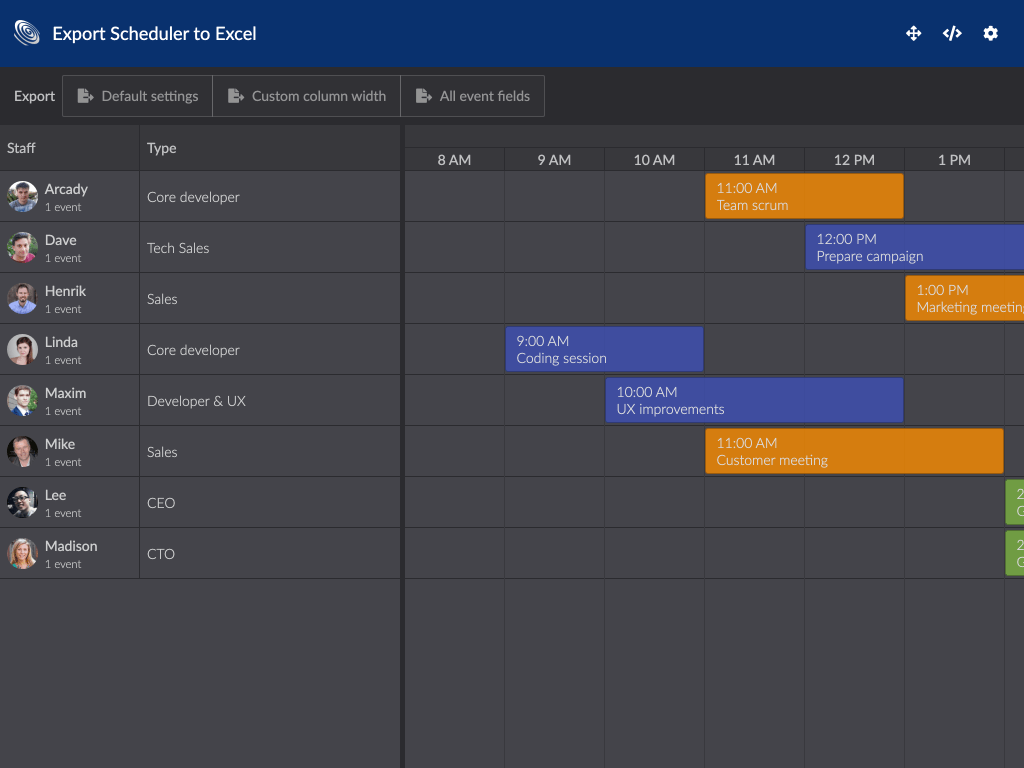 Export Scheduler to Excel
Export
Default settings
Custom column width
All event fields
Staff
Type
8 AM
9 AM
10 AM
11 AM
12 PM
1 PM
Arcady
1 event
Core developer
11:00 AM
Team scrum
Dave
1 event
Tech Sales
12:00 PM
Prepare campaign
Henrik
1 event
Sales
1:00 PM
Marketing meeting
Linda
1 event
Core developer
9:00 AM
Coding session
Maxim
1 event
Developer & UX
10:00 AM
UX improvements
Mike
1 event
Sales
11:00 AM
Customer meeting
Lee
1 event
CEO
Madison
1 event
CTO